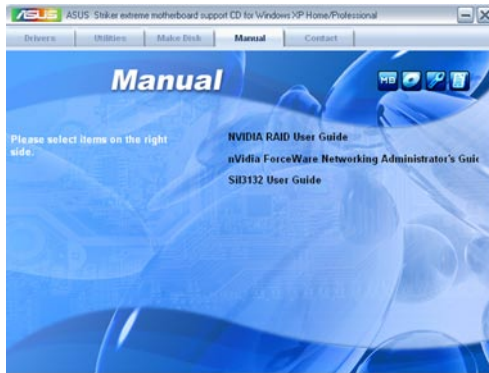 ASUS ASUS Striker extreme motherboard support CD for Windows XP Home/Professional
Drivers Utilities Make Disk Manual Contact
Manual
Please select items on the right
side.
NVIDIA RAID User Guide
nVidia ForceWare Networking Administrator's Guid
SiI3132 User Guide